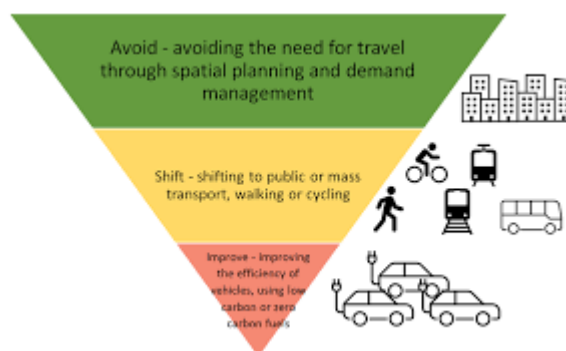 Avoid - avoiding the need for travel
through spatial planning and demand
management
Shift - shifting to public or mass
transport, walking or cycling
Improve - improving
the efficiency of
vehicles, using low
carbon or zero
carbon fuels